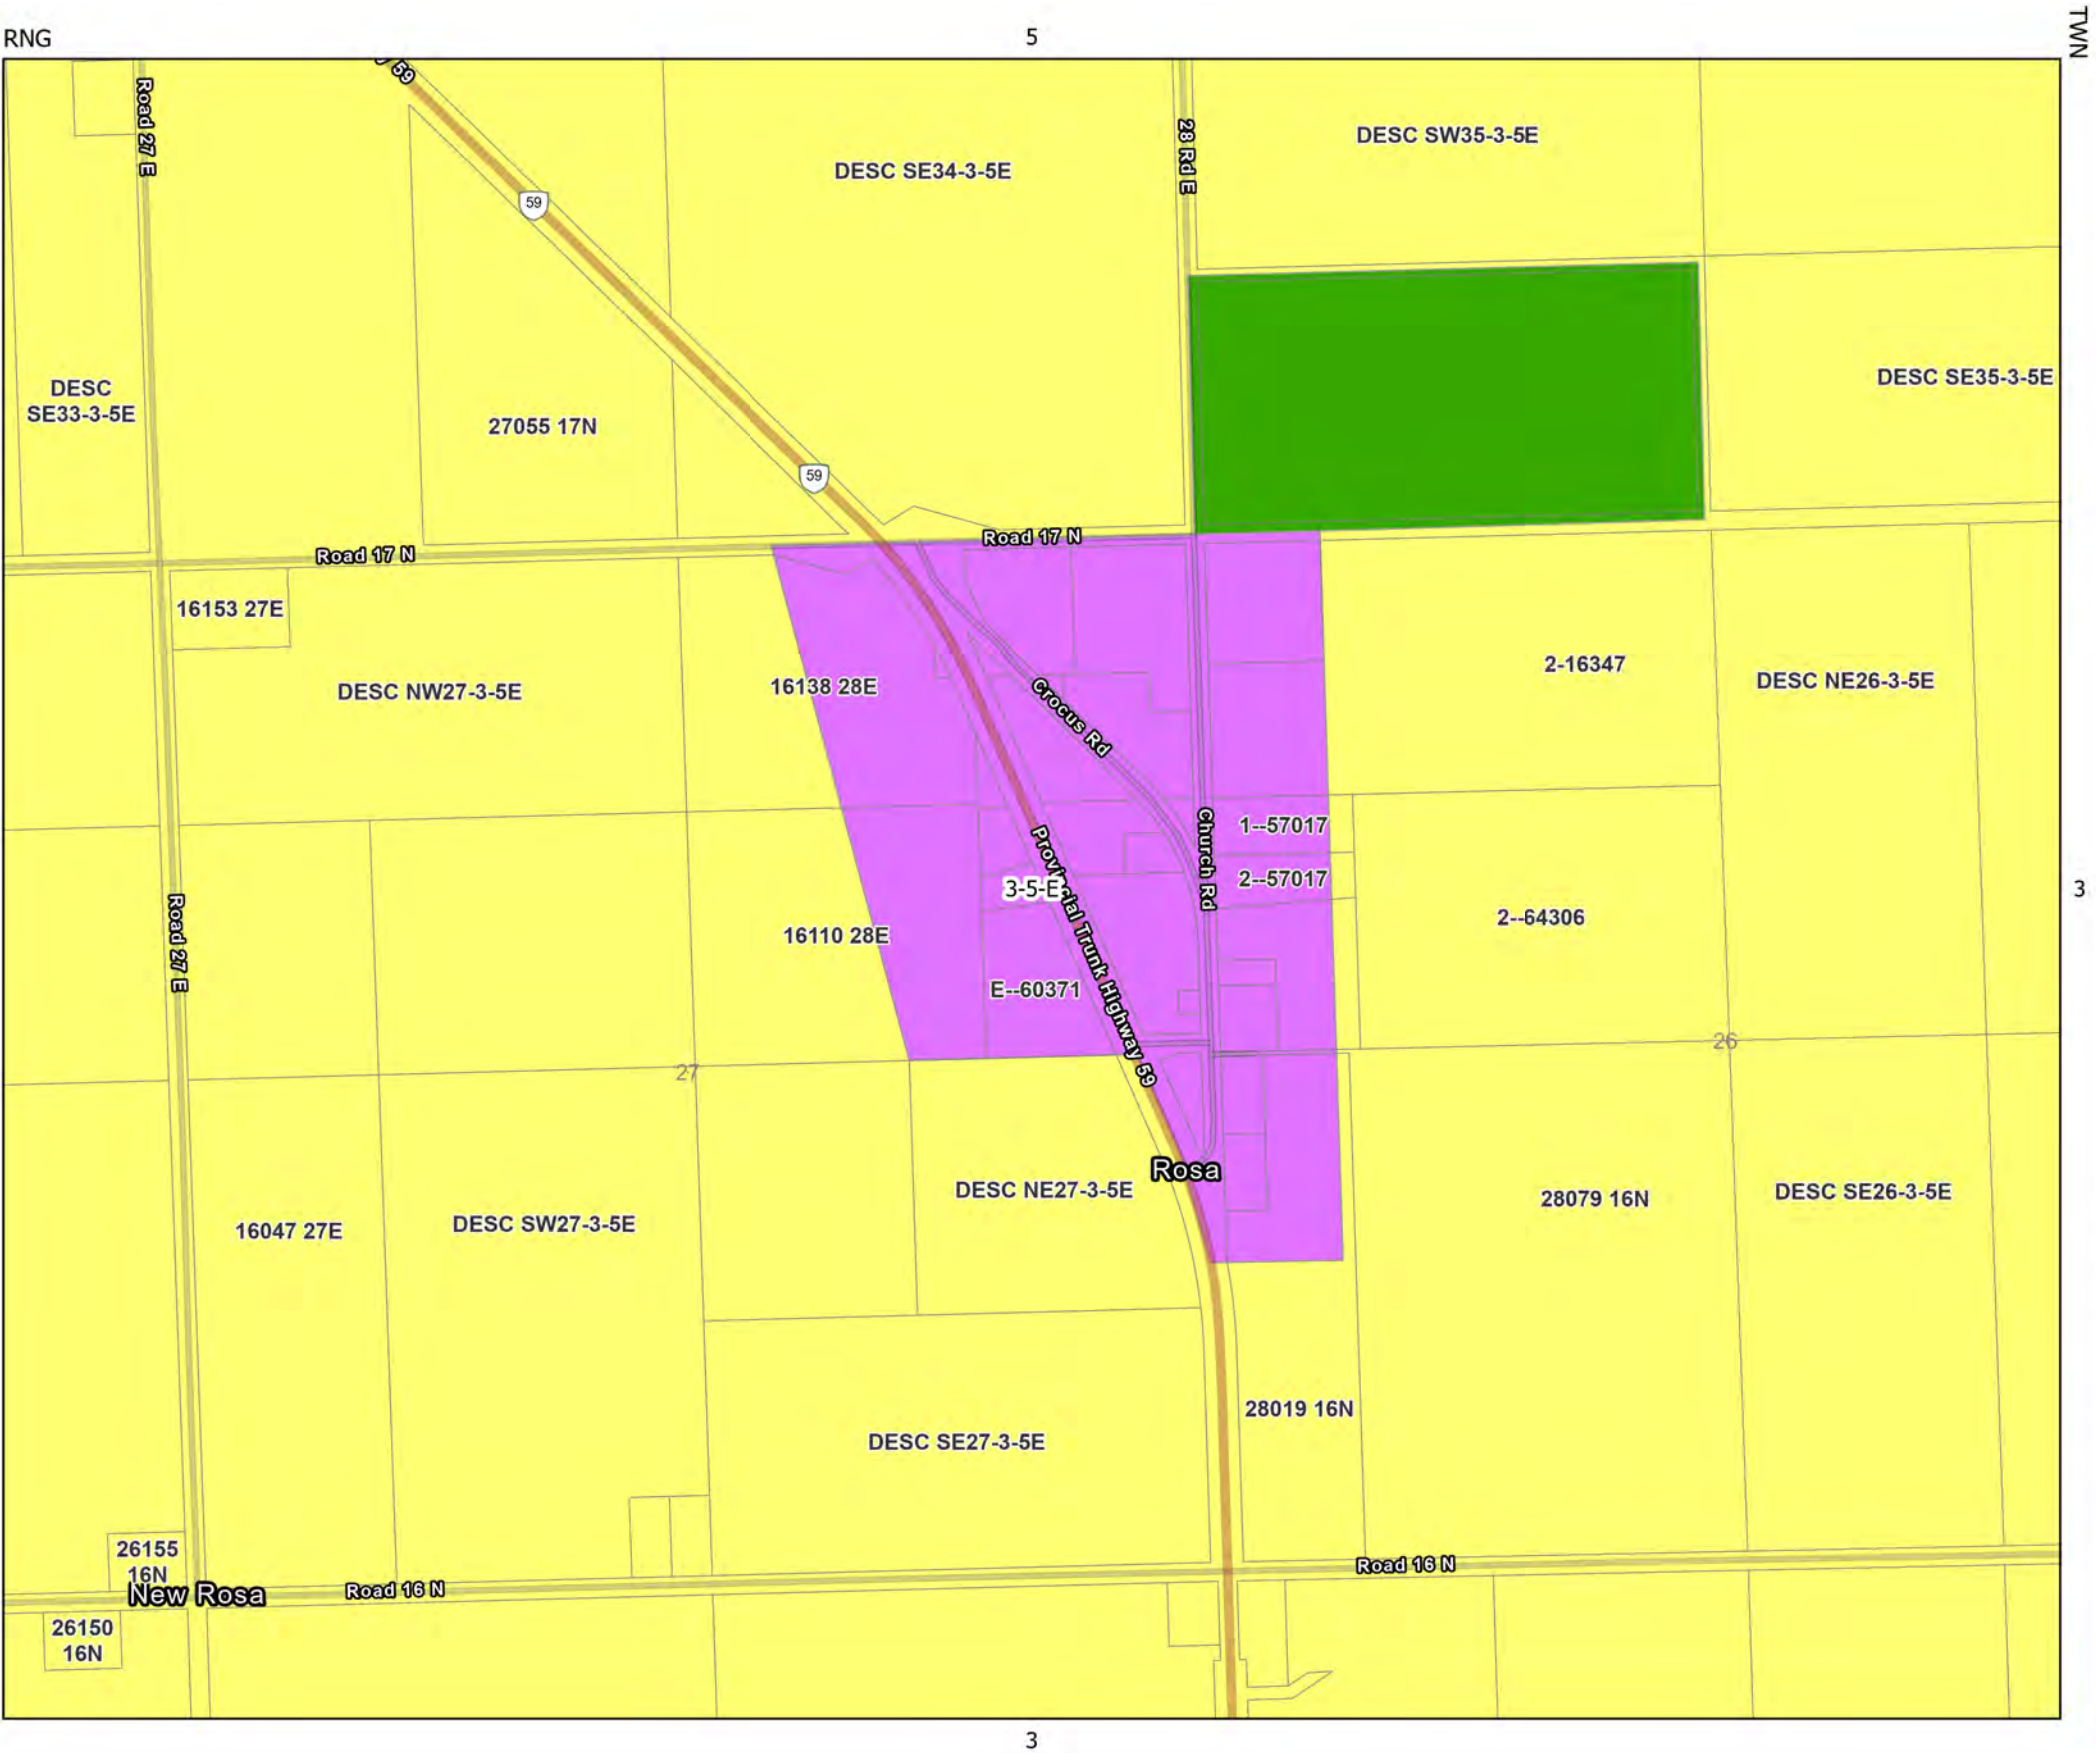 RNG
5
TWN
y 59
Road 27 E
28 Rd E
DESC SW35-3-5E
DESC SE34-3-5E
59
DESC
SE33-3-5E
DESC SE35-3-5E
27055 17N
59
Road 17 N
Road 17 N
16153 27E
2-16347
DESC NE26-3-5E
DESC NW27-3-5E
16138 28E
Crocus Rd
1--57017
Church Rd
2--57017
3-5-E
3
Provincial Trunk Highway 59
2--64306
Road 27 E
16110 28E
E--60371
26
27
Rosa
DESC NE27-3-5E
28079 16N
DESC SE26-3-5E
16047 27E
DESC SW27-3-5E
28019 16N
DESC SE27-3-5E
26155
16N
New Rosa
Road 16 N
Road 16 N
26150
16N
3